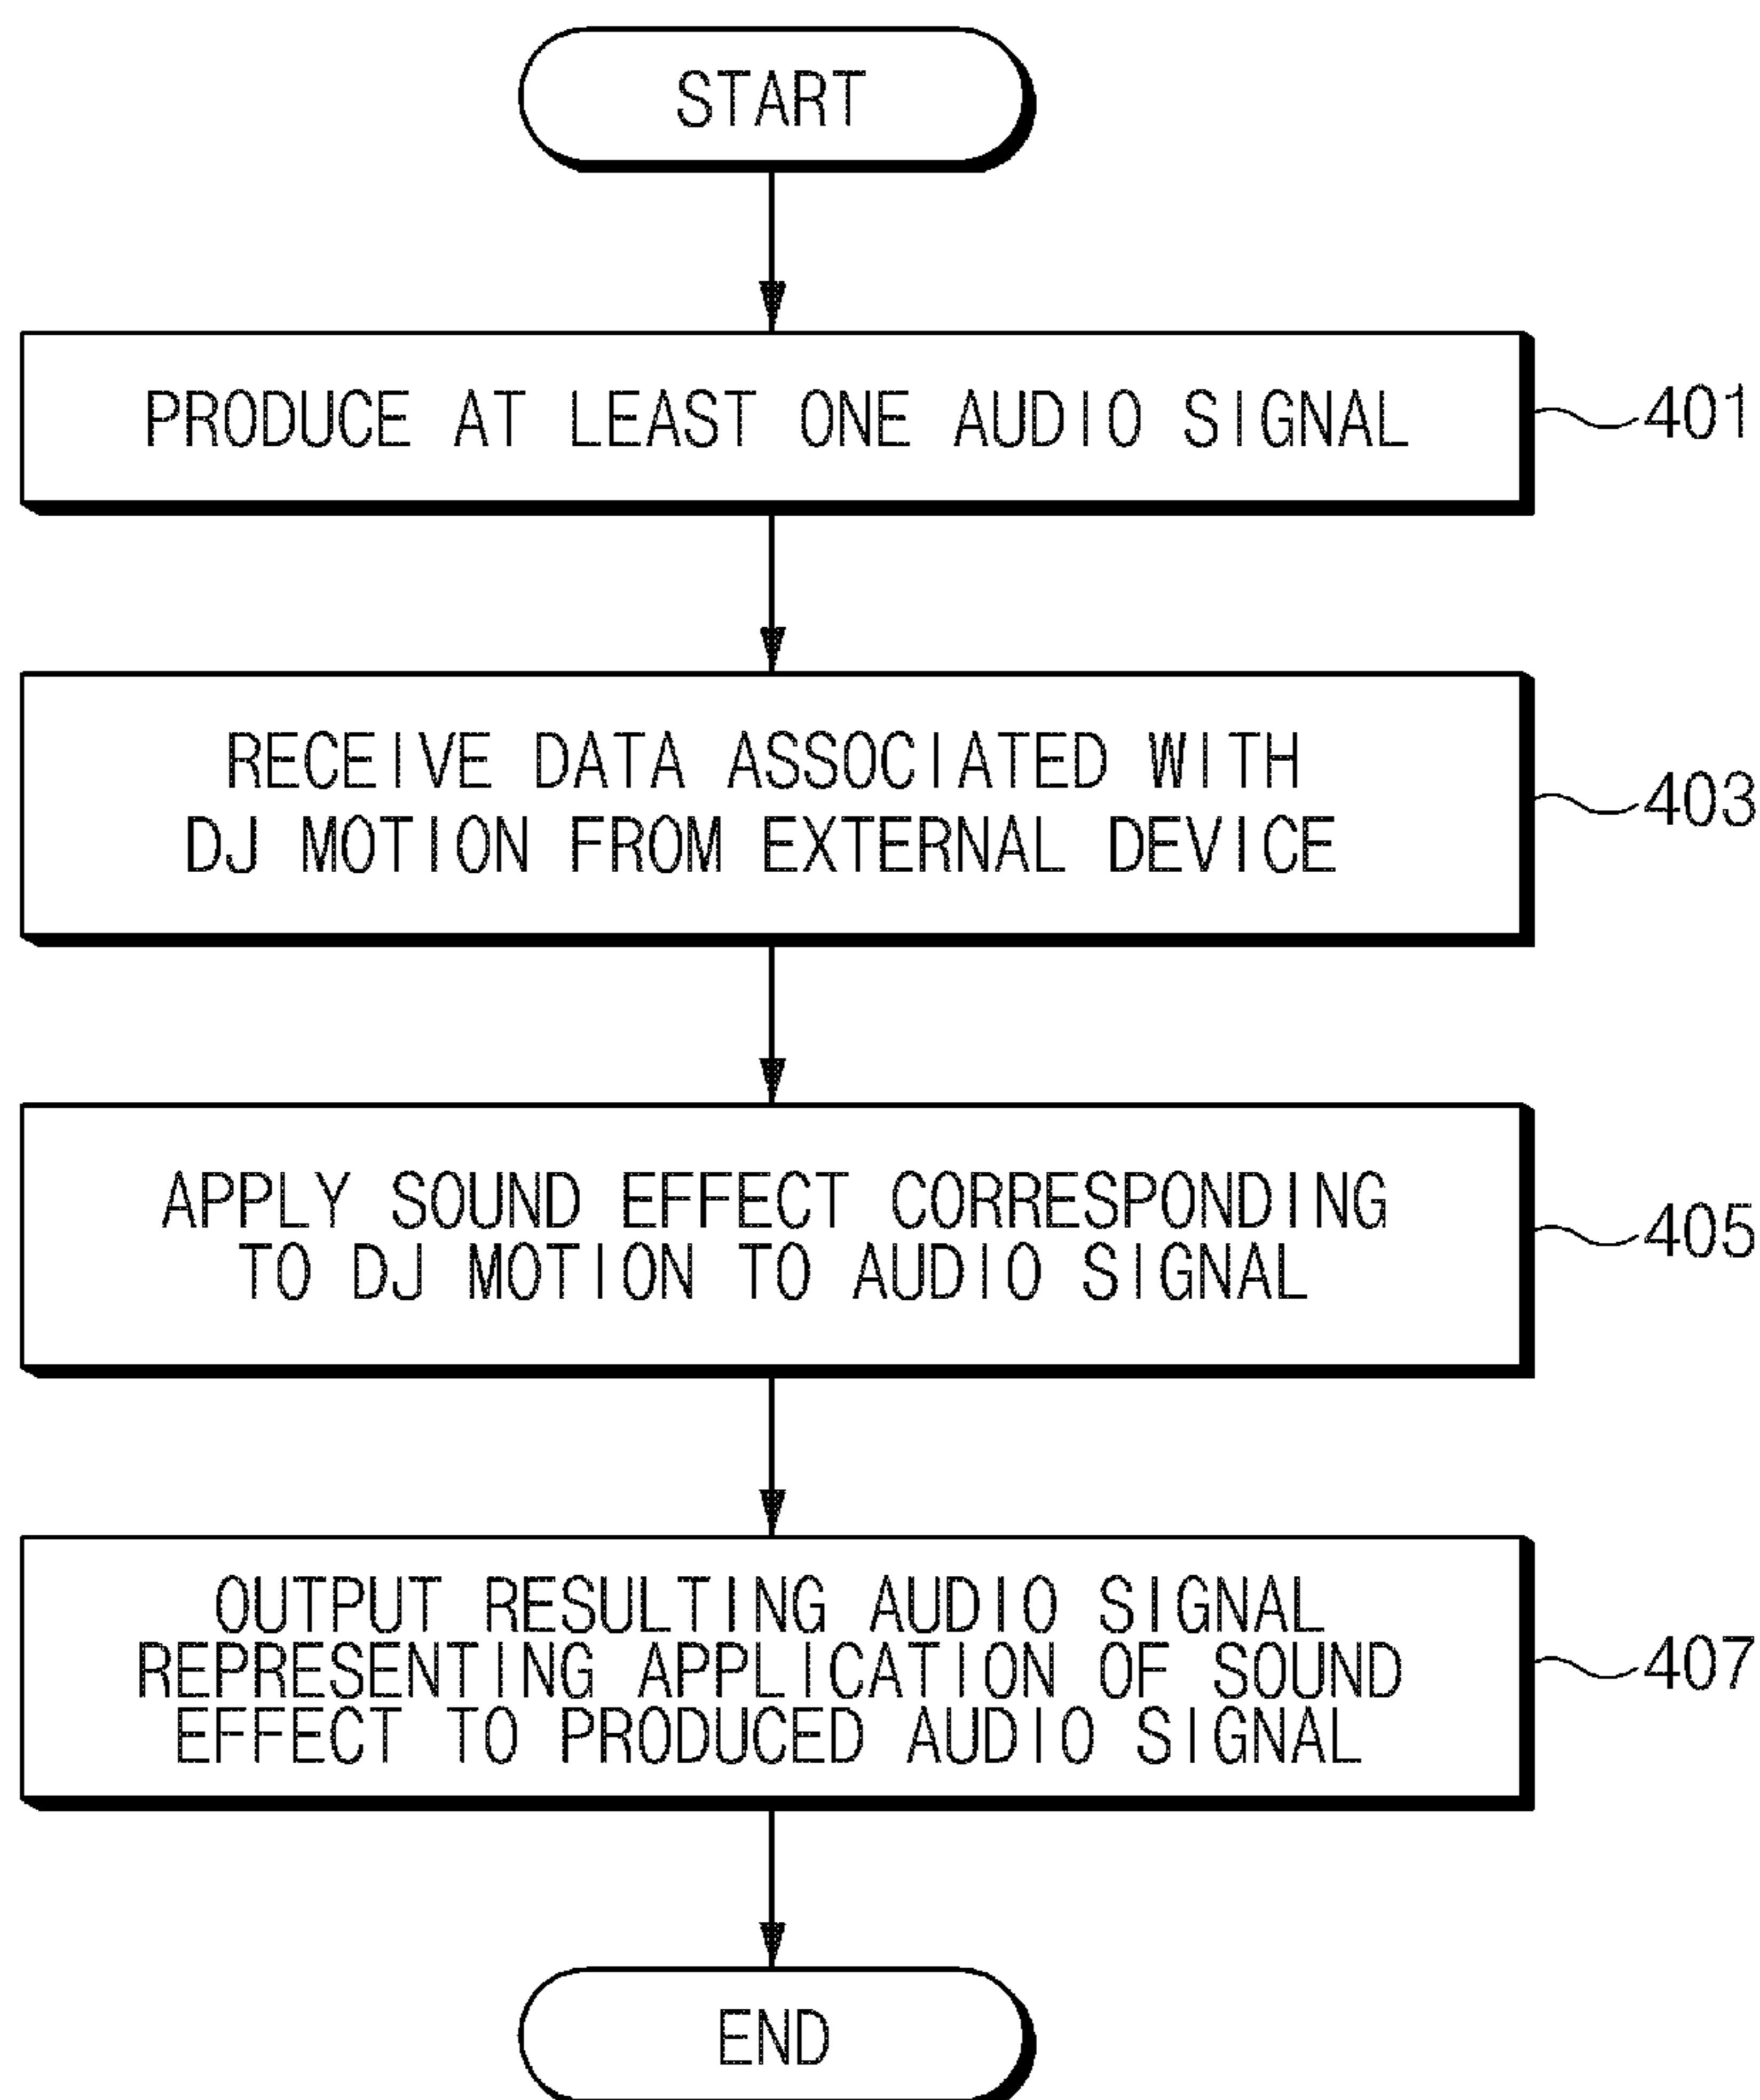 START
PRODUCE AT LEAST ONE AUDIO SIGNAL
401
RECEIVE DATA ASSOCIATED WITH
DJ MOTION FROM EXTERNAL DEVICE
403
APPLY SOUND EFFECT CORRESPONDING
TO DJ MOTION TO AUDIO SIGNAL
405
OUTPUT RESULTING AUDIO SIGNAL
REPRESENTING APPLICATION OF SOUND
EFFECT TO PRODUCED AUDIO SIGNAL
407
END